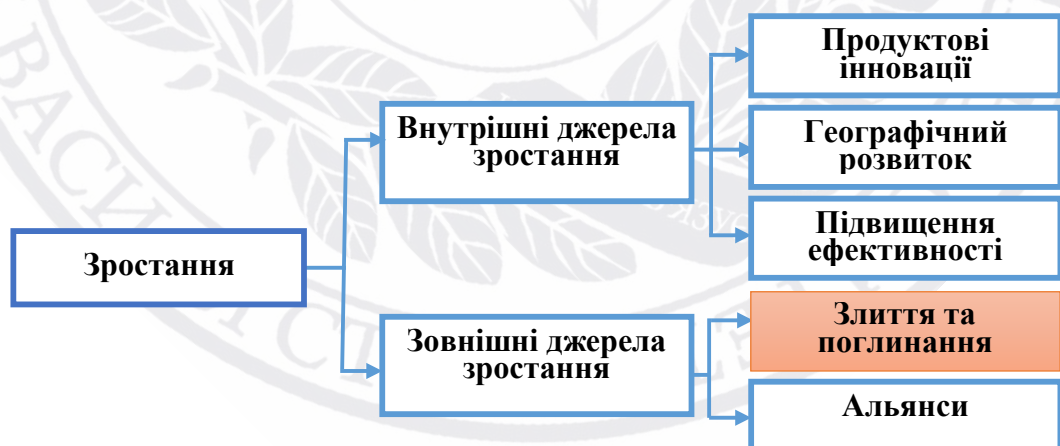 Зростання
Внутрішні джерела
зростання
Продуктові
інновації
Географічний
розвиток
Підвищення
ефективності
Зовнішні джерела
зростання
Злиття та
поглинання
Альянси